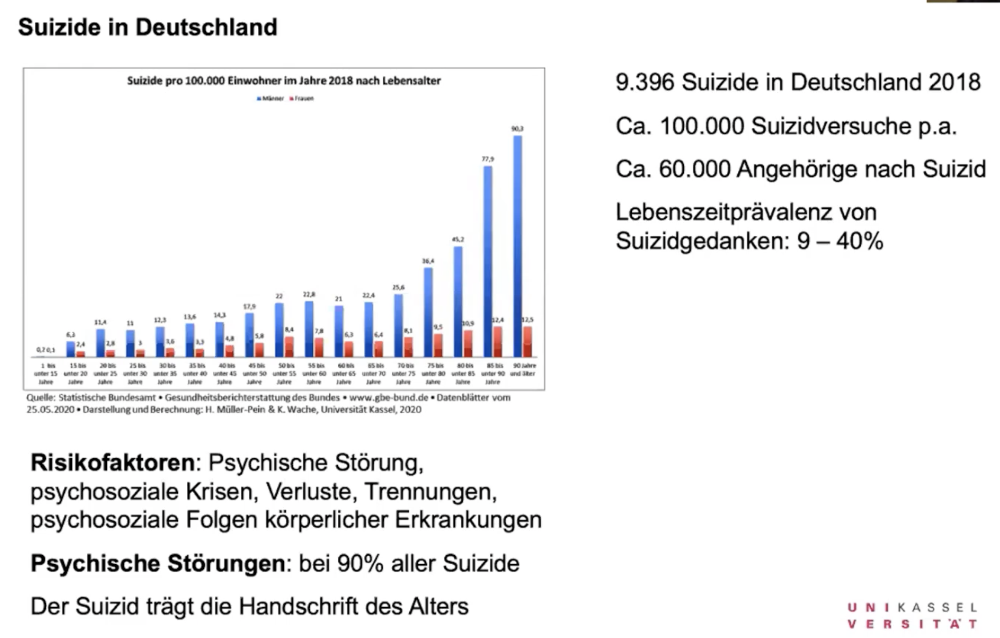 Suizide in Deutschland
Suizide pro 100.000 Einwohner im Jahre 2018 nach Lebensalter
Männer Frauen
0,2 0,1
6,3 2,4
11,4 2,8
11 3
12,3 3,6
13,6 3,3
14,3 4,8
17,9 5,8
22 8,4
22,8 7,8
21 6,3
22,4 6,4
25,6 8,1
36,4 9,5
45,2 10,9
77,9 12,4
90,3 12,5
1 bis 15 bis 20 bis 25 bis 30 bis 35 bis 40 bis 45 bis 50 bis 55 bis 60 bis 65 bis 70 bis 75 bis 80 bis 85 bis 90 Jahre
unter 15 unter 20 unter 25 unter 30 unter 35 unter 40 unter 45 unter 50 unter 55 unter 60 unter 65 unter 70 unter 75 unter 80 unter 85 unter 90 und älter
Jahre Jahre Jahre Jahre Jahre Jahre Jahre Jahre Jahre Jahre Jahre Jahre Jahre Jahre Jahre Jahre
Quelle: Statistische Bundesamt • Gesundheitsberichterstattung des Bundes • www.gbe-bund.de • Datenblätter vom
25.05.2020 • Darstellung und Berechnung: H. Müller-Pein & K. Wache, Universität Kassel, 2020
9.396 Suizide in Deutschland 2018
Ca. 100.000 Suizidversuche p.a.
Ca. 60.000 Angehörige nach Suizid
Lebenszeitprävalenz von
Suizidgedanken: 9 – 40%
Risikofaktoren: Psychische Störung,
psychosoziale Krisen, Verluste, Trennungen,
psychosoziale Folgen körperlicher Erkrankungen
Psychische Störungen: bei 90% aller Suizide
Der Suizid trägt die Handschrift des Alters
UNIKASSEL
VERSITÄT